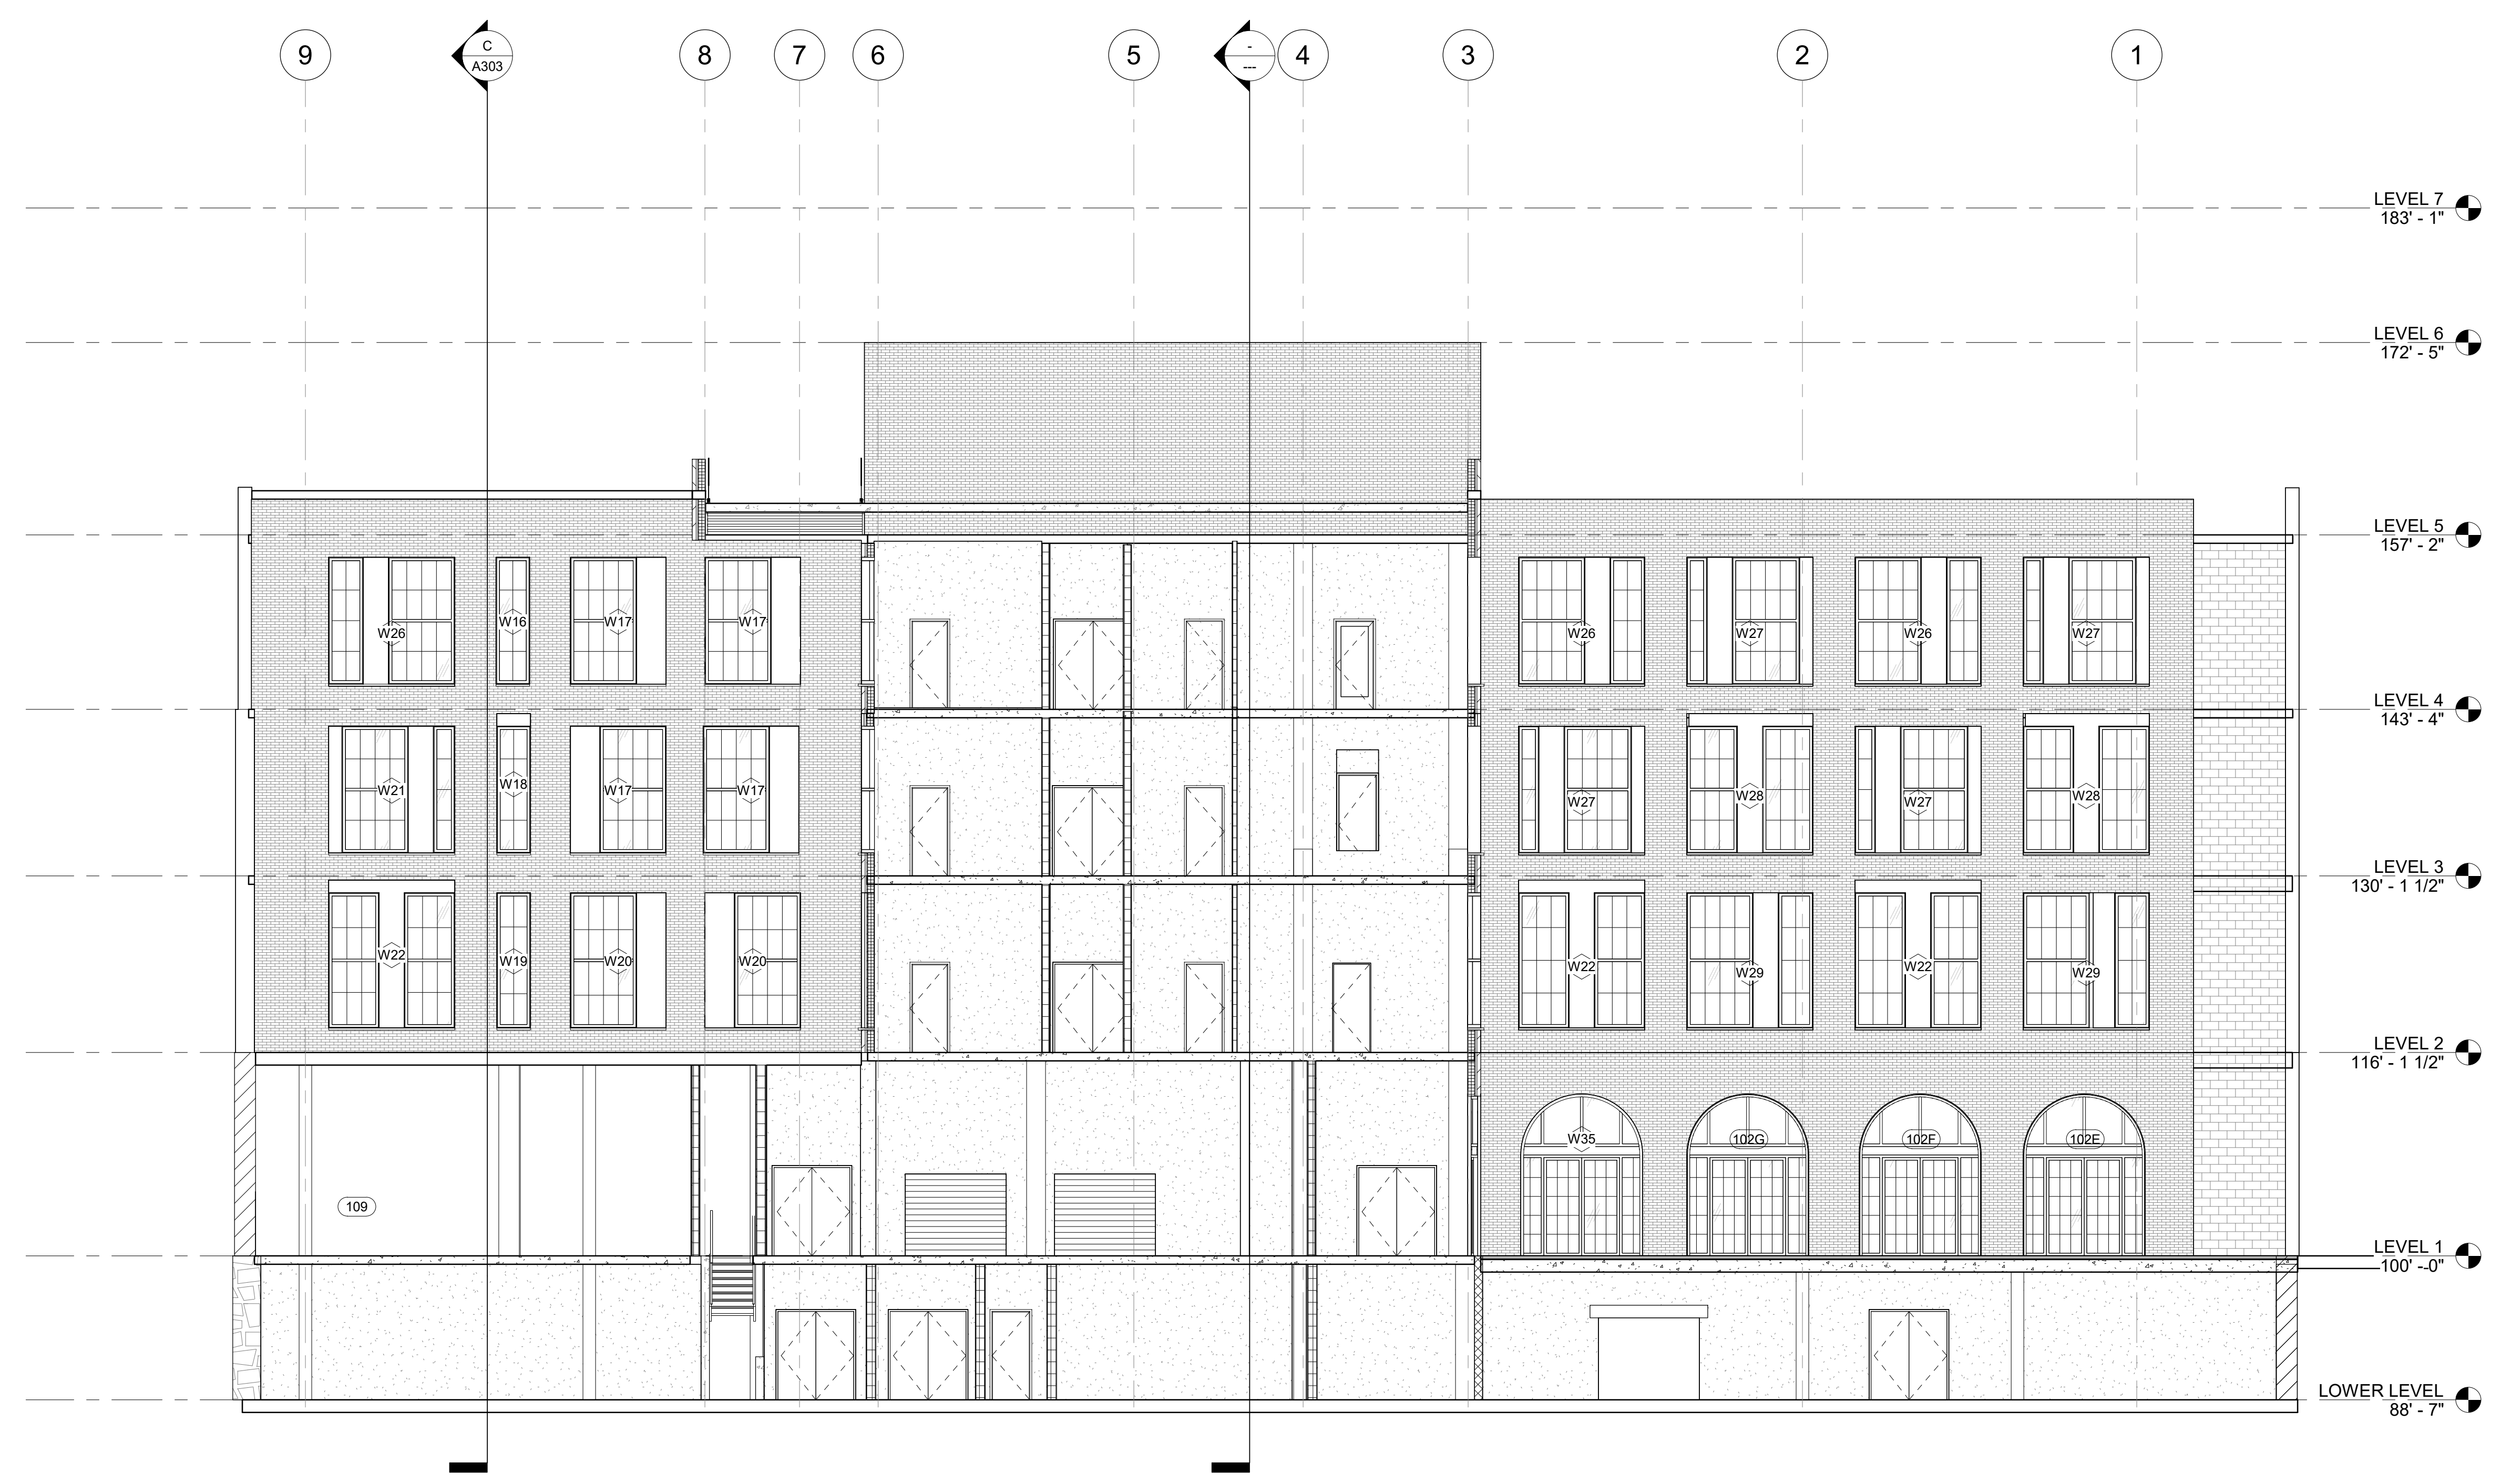 9
C
A303
8
7
6
5
-
---
4
3
2
1
LEVEL 7
183' - 1"
LEVEL 6
172' - 5"
LEVEL 5
157' - 2"
W26
W16
W17
W17
W26
W27
W26
W27
LEVEL 4
143' - 4"
W21
W18
W17
W17
W27
W28
W27
W28
LEVEL 3
130' - 1 1/2"
W22
W19
W20
W20
W22
W29
W22
W29
LEVEL 2
116' - 1 1/2"
W35
102G
102F
102E
109
LEVEL 1
100' - 0"
LOWER LEVEL
88' - 7"